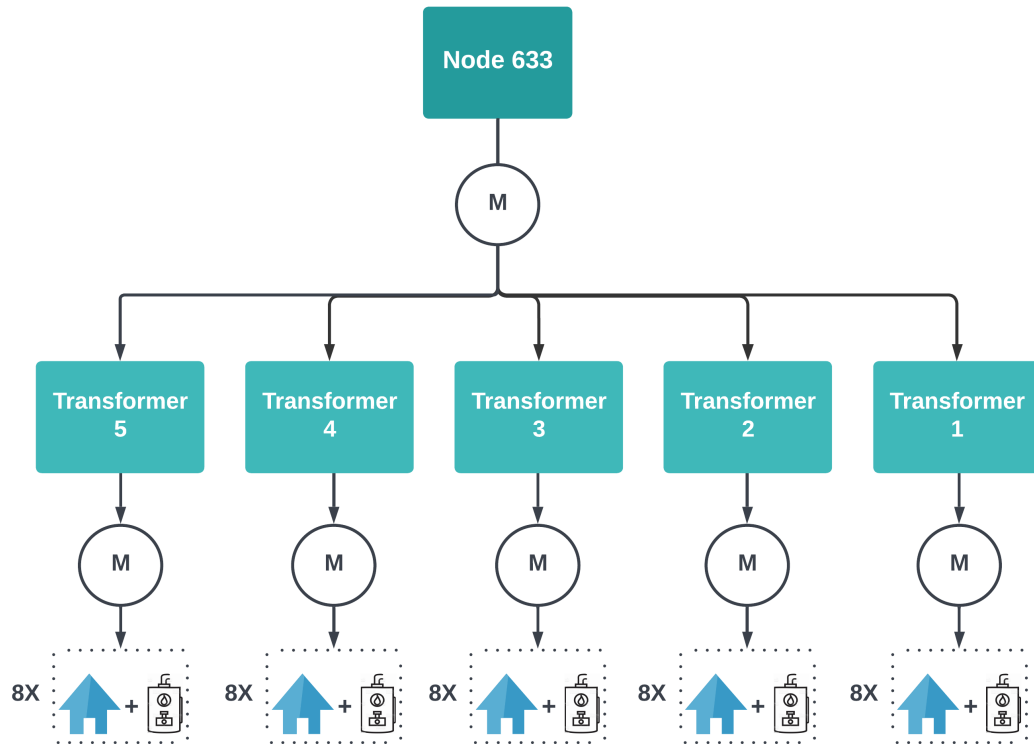 Node 633
M
Transformer
5
Transformer
4
Transformer
3
Transformer
2
Transformer
1
M
M
M
M
M
8X
+
8X
+
8X
+
8X
+
8X
+